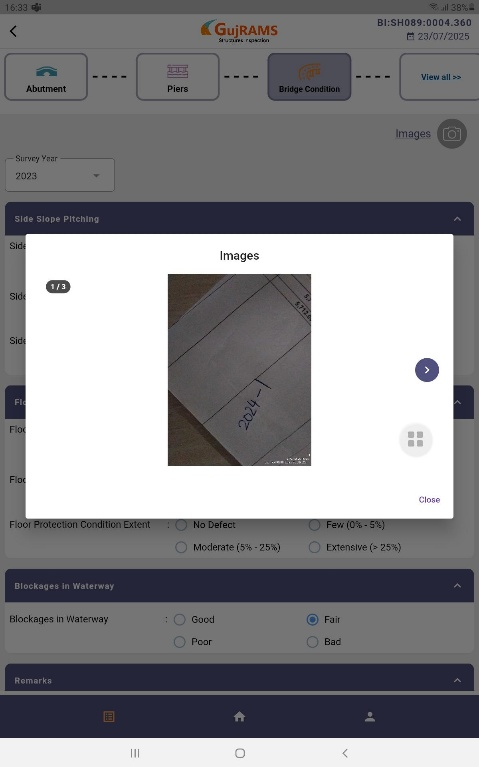 16:33
38%
GujRAMS
Structures Inspection
BI:SH089:0004.360
23/07/2025
Abutment
Piers
Bridge Condition
View all >>
Images
Survey Year
2023
Side Slope Pitching
Side
Side
Side
Images
1 / 3
2024-1
Close
Floor Protection Condition Extent :
No Defect
Few (0% - 5%)
Moderate (5% - 25%)
Extensive (> 25%)
Blockages in Waterway
Blockages in Waterway :
Good
Fair
Poor
Bad
Remarks